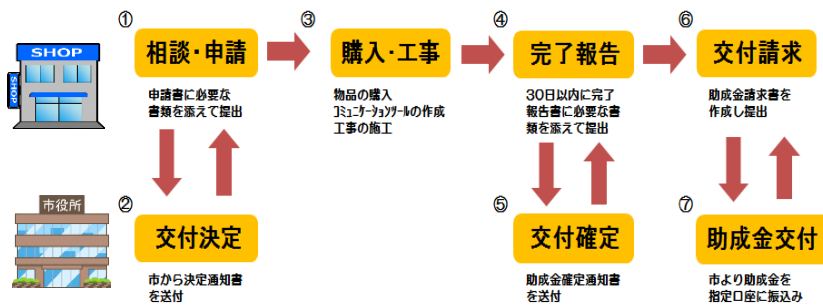 SHOP
SHOP
①
相談・申請
申請書に必要な
書類を添えて提出
③
購入・工事
物品の購入
コミュニケーションツールの作成
工事の施工
④
完了報告
30日以内に完了
報告書に必要な書
類を添えて提出
⑥
交付請求
助成金請求書を
作成し提出
市役所
②
交付決定
市から決定通知書
を送付
⑤
交付確定
助成金確定通知書
を送付
⑦
助成金交付
市より助成金を
指定口座に振込み